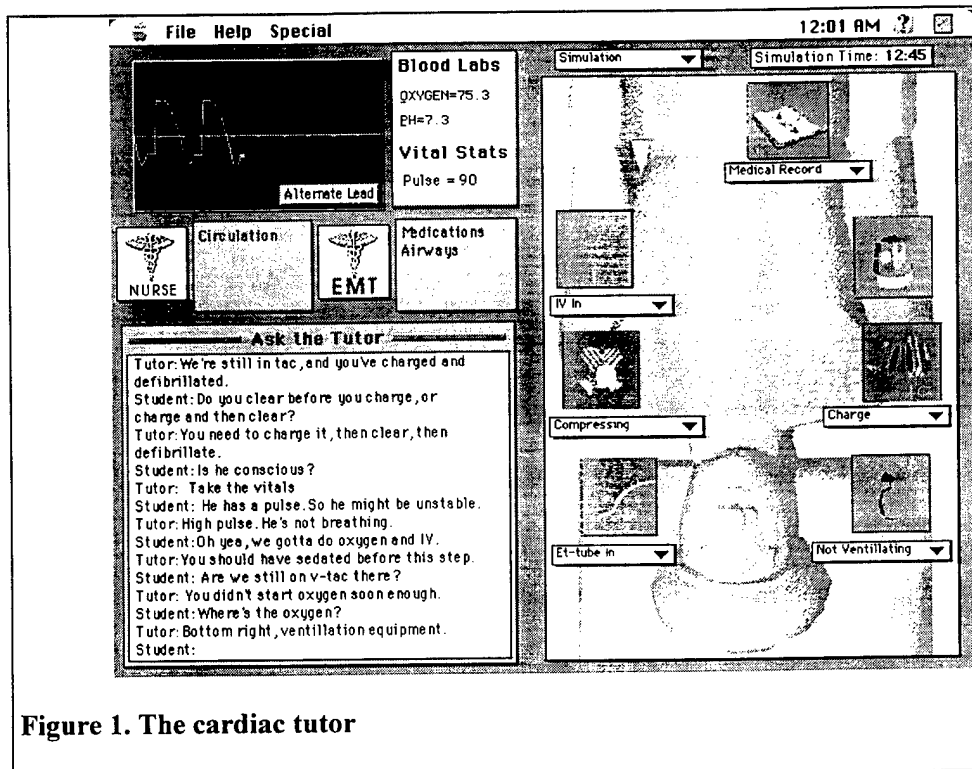 File Help Special
12:01 AM
Blood Labs
OXYGEN=75.3
PH=7.3
Vital Stats
Pulse = 90
Alternate Lead
NURSE
Circulation
EMT
Medications
Airways
Ask the Tutor
Tutor:We're still in tac, and you've charged and
defibrillated.
Student: Do you clear before you charge, or
charge and then clear?
Tutor: You need to charge it, then clear, then
defibrillate.
Student: Is he conscious?
Tutor: Take the vitals
Student: He has a pulse. So he might be unstable.
Tutor: High pulse. He's not breathing.
Student: Oh yea, we gotta do oxygen and IV.
Tutor: You should have sedated before this step.
Student: Are we still on v-tac there?
Tutor: You didn't start oxygen soon enough.
Student: Where's the oxygen?
Tutor: Bottom right, ventillation equipment.
Student:
Simulation
Simulation Time: 12:45
Medical Record
IV In
Compressing
Charge
Et-tube in
Not Ventillating
Figure 1. The cardiac tutor